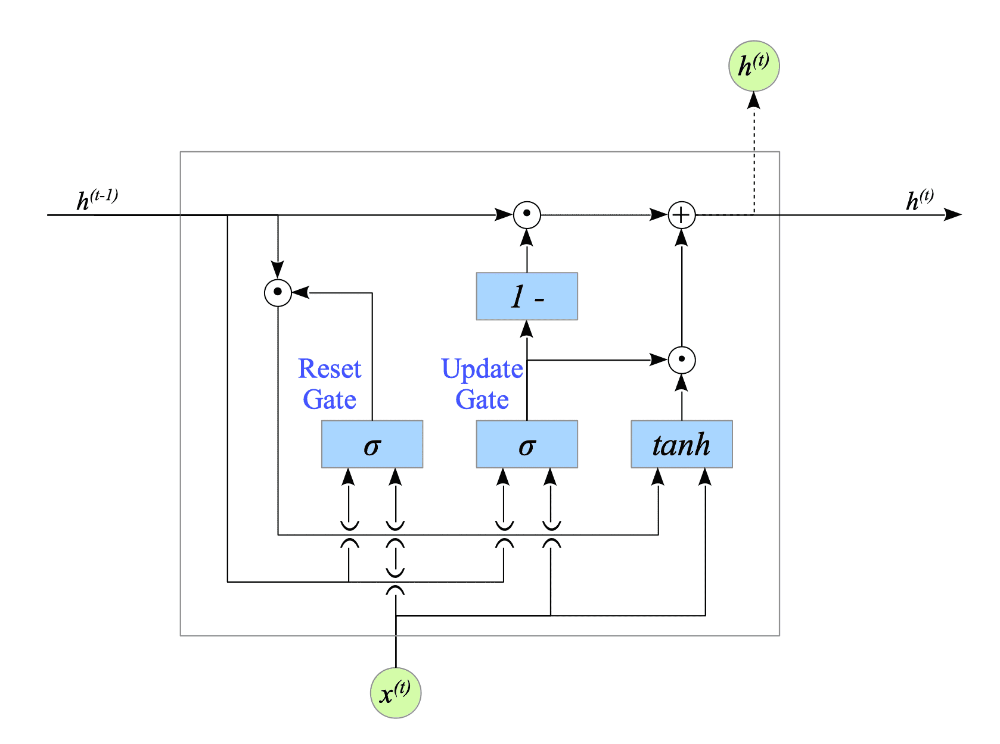 h(t)
h(t-1)
h(t)
1 -
Reset
Gate
Update
Gate
σ
σ
tanh
x(t)